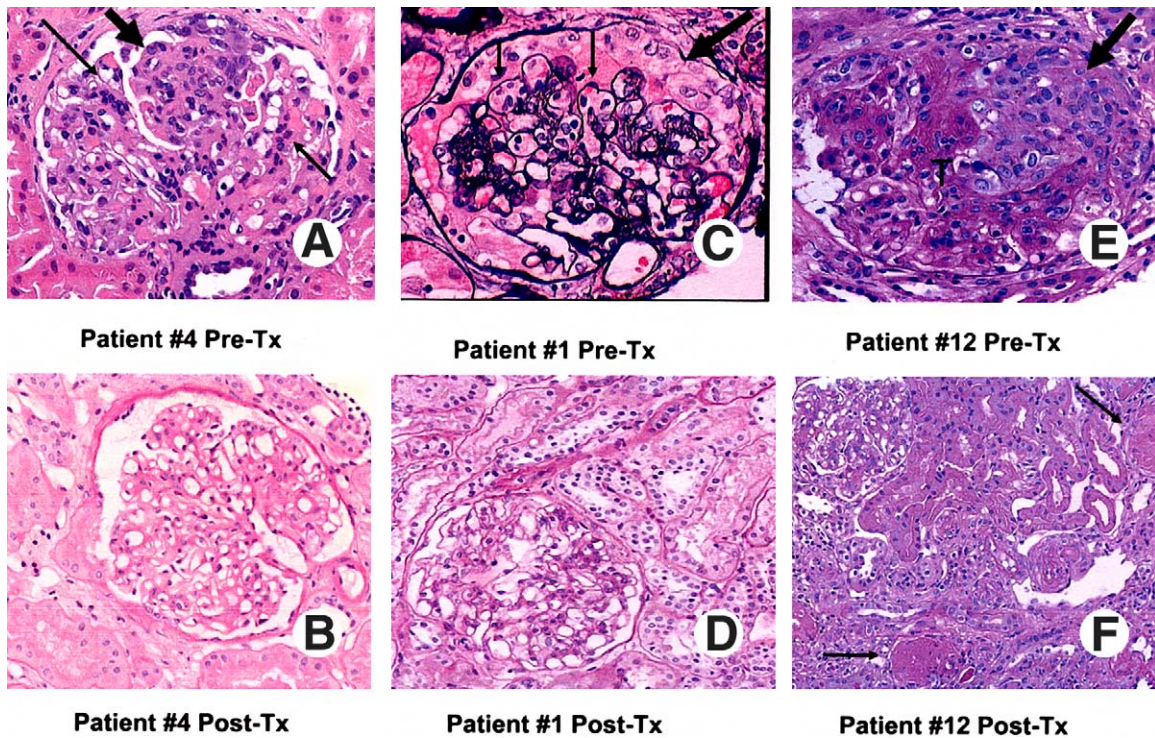 A
C
E
T
Patient #4 Pre-Tx
Patient #1 Pre-Tx
Patient #12 Pre-Tx
B
D
F
Patient #4 Post-Tx
Patient #1 Post-Tx
Patient #12 Post-Tx